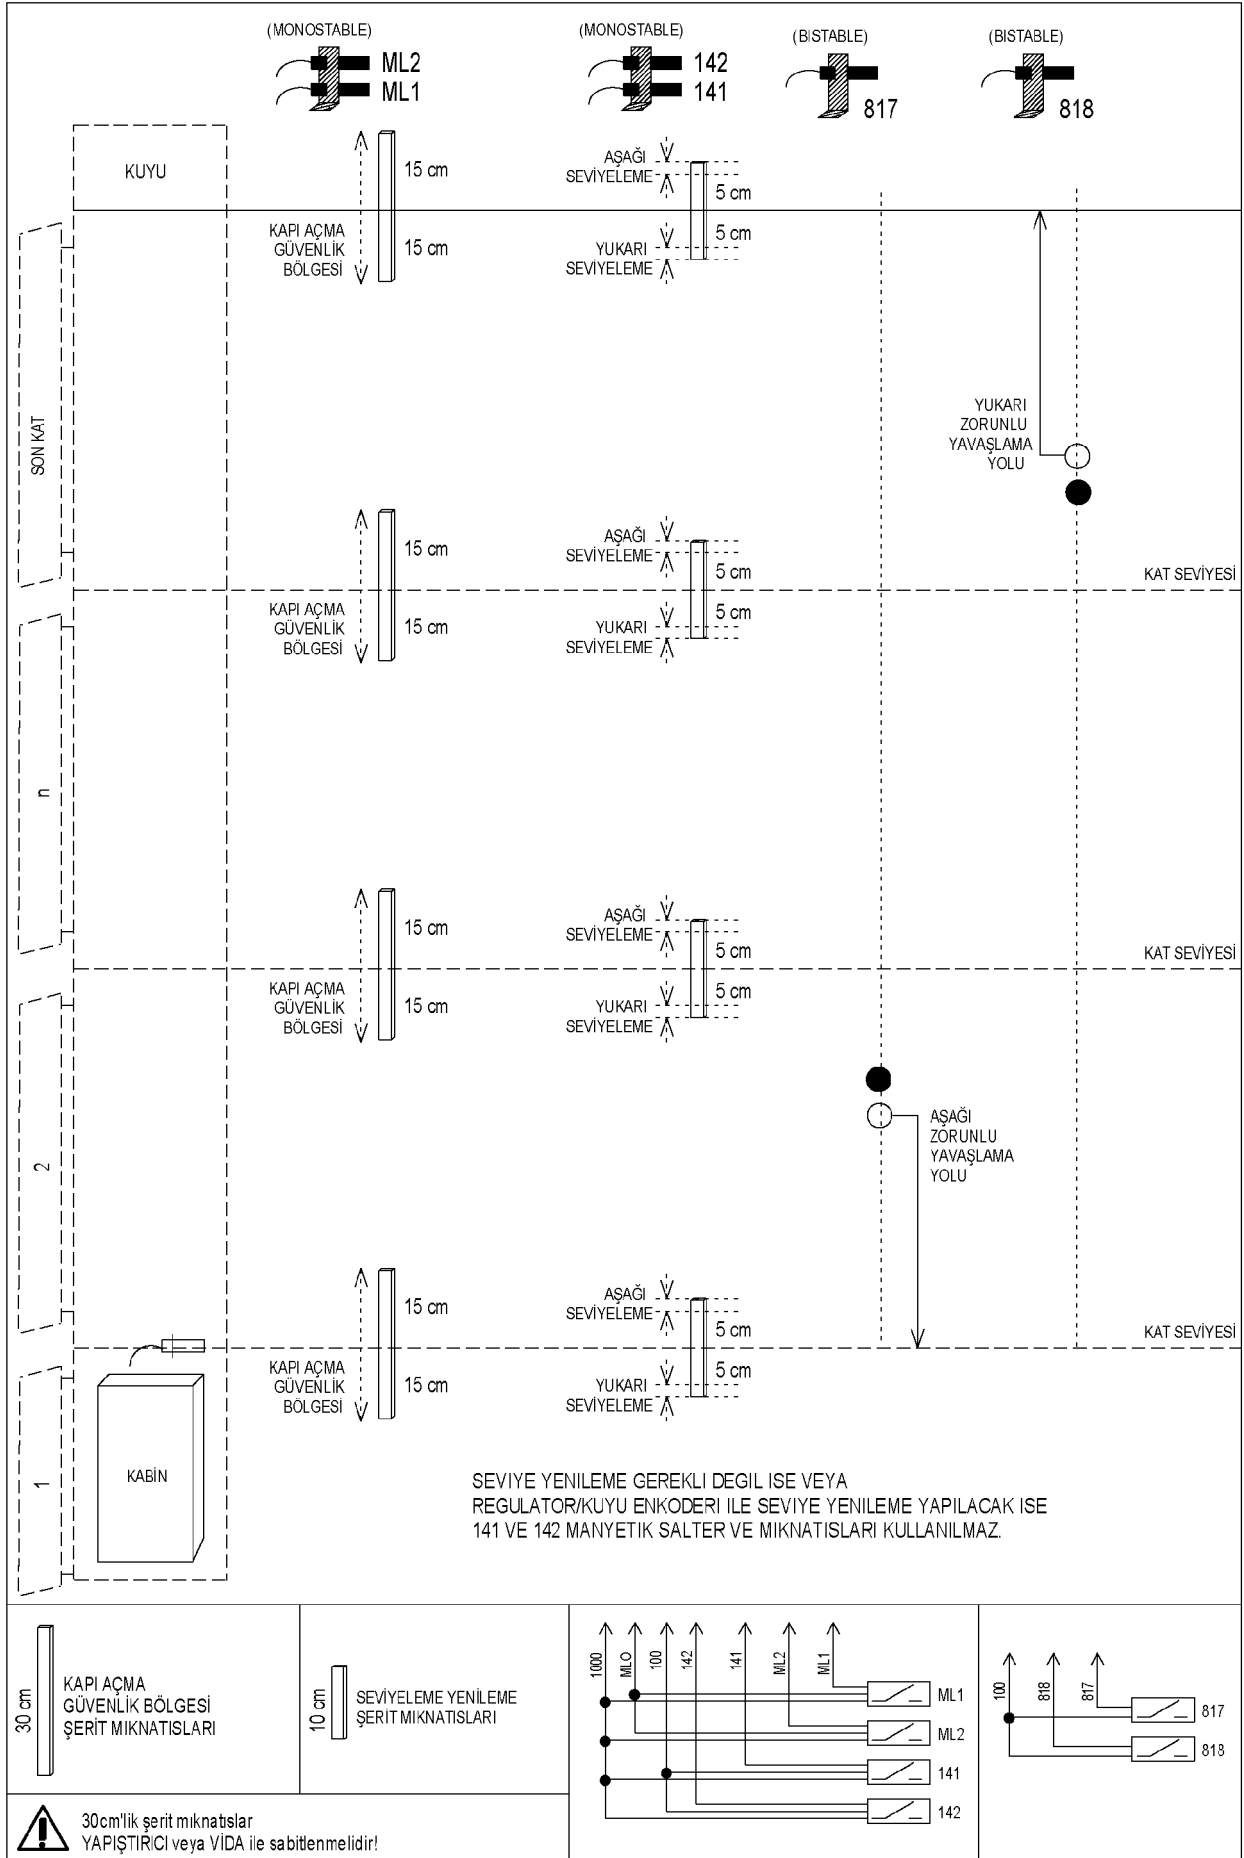 (MONOSTABLE)
ML2
ML1
(MONOSTABLE)
142
141
(BISTABLE)
817
(BISTABLE)
818
KUYU
15 cm
KAPI AÇMA
GÜVENLİK
BÖLGESİ
15 cm
AŞAĞI
SEVİYELEME
5 cm
5 cm
YUKARI
SEVİYELEME
SON KAT
YUKARI
ZORUNLU
YAVAŞLAMA
YOLU
15 cm
KAPI AÇMA
GÜVENLİK
BÖLGESİ
15 cm
AŞAĞI
SEVİYELEME
5 cm
5 cm
YUKARI
SEVİYELEME
KAT SEVİYESİ
n
15 cm
KAPI AÇMA
GÜVENLİK
BÖLGESİ
15 cm
AŞAĞI
SEVİYELEME
5 cm
5 cm
YUKARI
SEVİYELEME
KAT SEVİYESİ
2
AŞAĞI
ZORUNLU
YAVAŞLAMA
YOLU
15 cm
KAPI AÇMA
GÜVENLİK
BÖLGESİ
15 cm
AŞAĞI
SEVİYELEME
5 cm
5 cm
YUKARI
SEVİYELEME
KAT SEVİYESİ
1
KABİN
SEVIYE YENILEME GEREKLI DEGIL ISE VEYA
REGULATOR/KUYU ENKODERI ILE SEVIYE YENILEME YAPILACAK ISE
141 VE 142 MANYETIK SALTER VE MIKNATISLARI KULLANILMAZ.
30 cm
KAPI AÇMA
GÜVENLİK BÖLGESİ
ŞERİT MIKNATISLARI
10 cm
SEVİYELEME YENİLEME
ŞERİT MIKNATISLARI
1000
MLO
100
142
141
ML2
ML1
ML1
ML2
141
142
100
818
817
817
818
30cm'lik şerit mıknatıslar
YAPIŞTIRICI veya VİDA ile sabitlenmelidir!